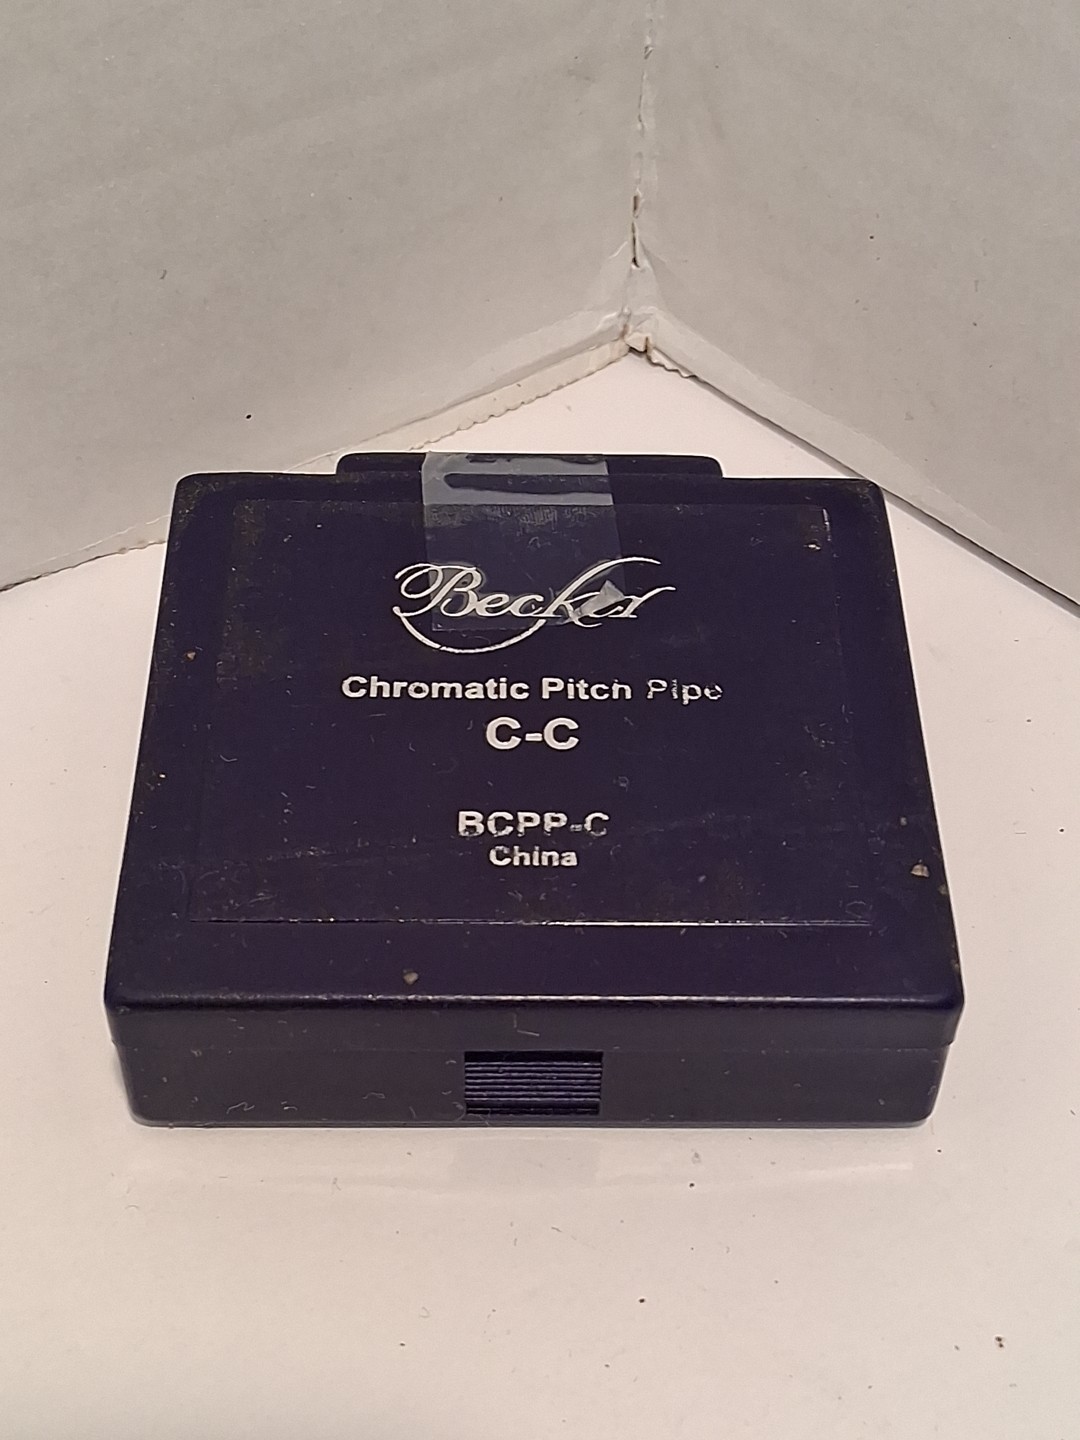 Becker
Chromatic Pitch Pipe
C-C
BCPP-C
China